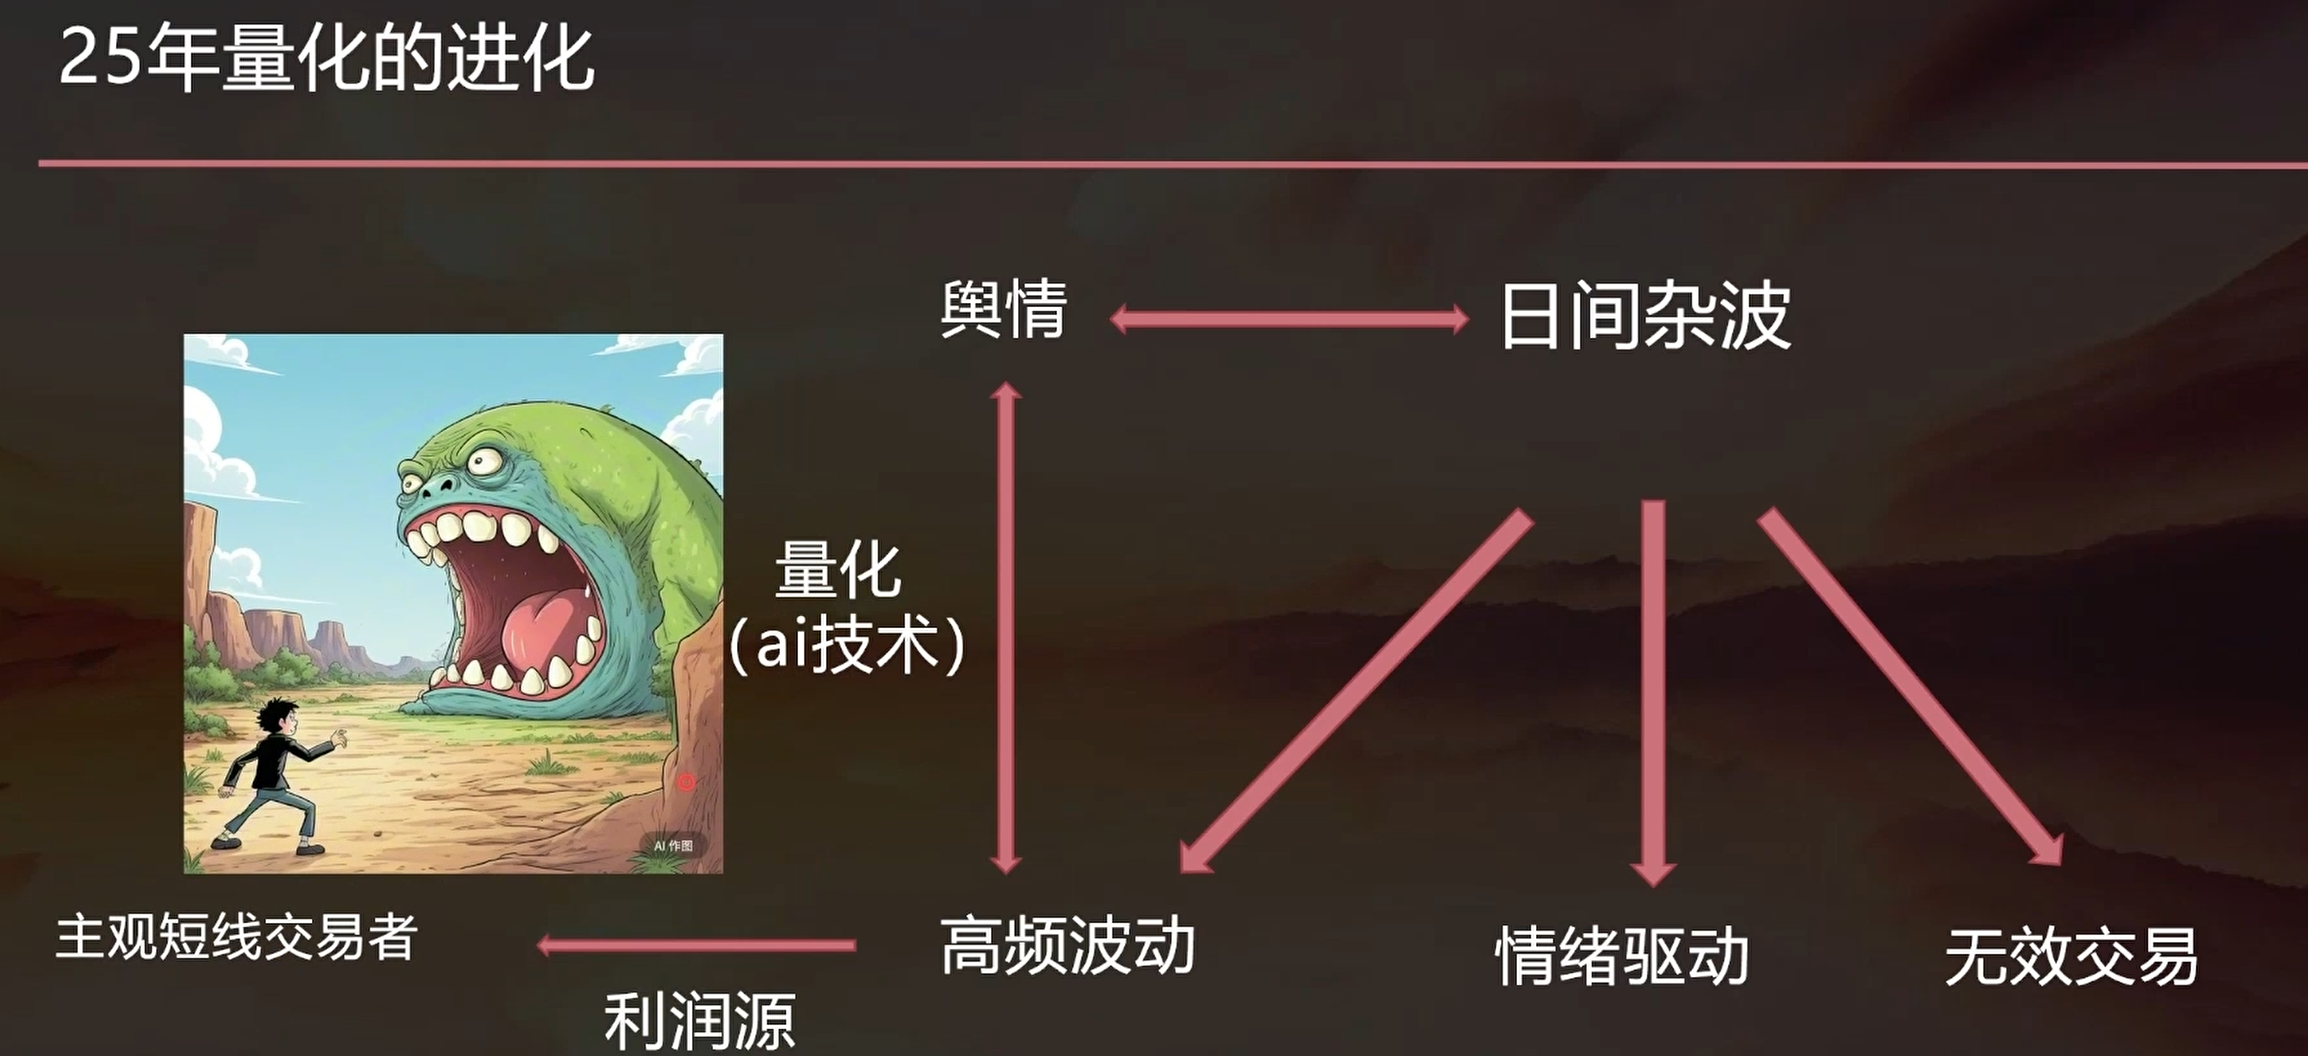 25年量化的进化
舆情
日间杂波
量化
（ai技术）
AI 作图
主观短线交易者
利润源
高频波动
情绪驱动
无效交易